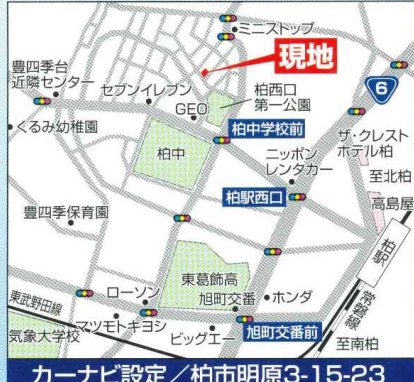 ミニストップ
現地
豊四季台
近隣センター
セブンイレブン
GEO
柏西口
第一公園
6
くるみ幼稚園
柏中学校前
柏中
ザ・クレスト
ホテル柏
ニッポン
レンタカー
至北柏
柏駅西口
高島屋
豊四季保育園
柏駅
東葛飾高
ローソン
旭町交番
ホンダ
常磐線
東武野田線
マツモトキヨシ
ビッグエー
旭町交番前
気象大学校
至南柏
カーナビ設定／柏市明原3-15-23